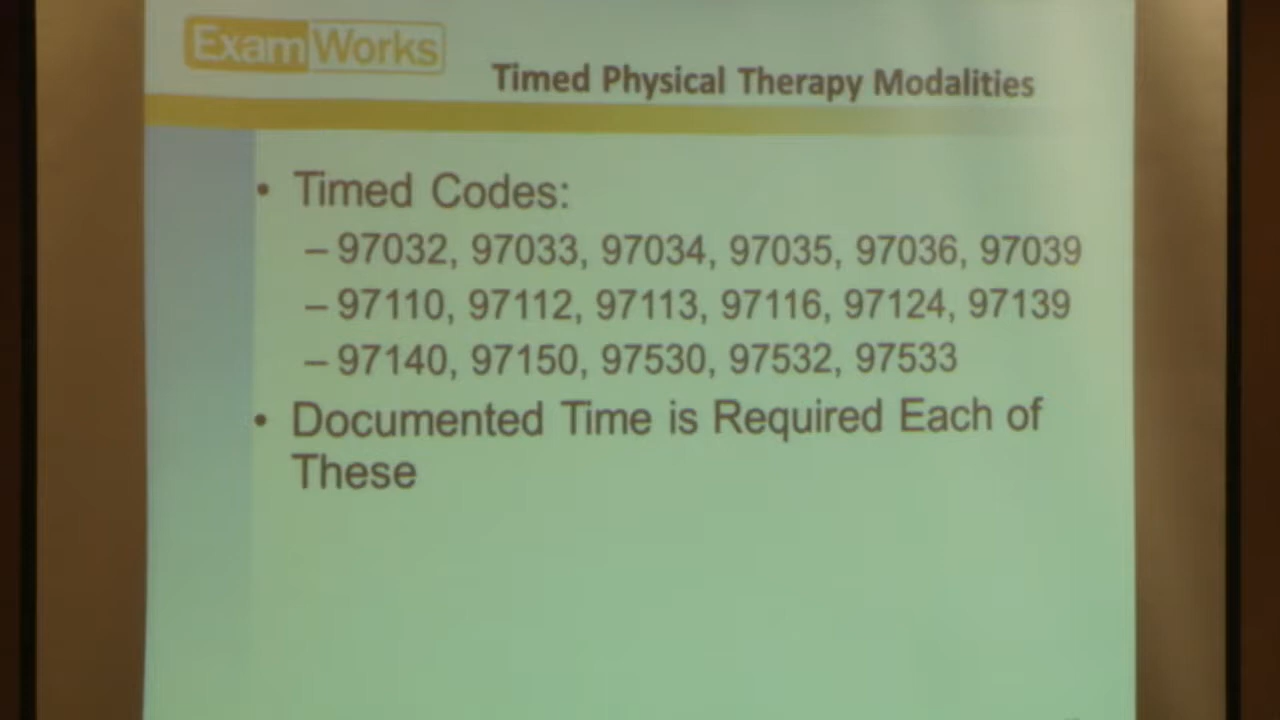 ExamWorks
Timed Physical Therapy Modalities
• Timed Codes:
– 97032, 97033, 97034, 97035, 97036, 97039
– 97110, 97112, 97113, 97116, 97124, 97139
– 97140, 97150, 97530, 97532, 97533
• Documented Time is Required Each of
These